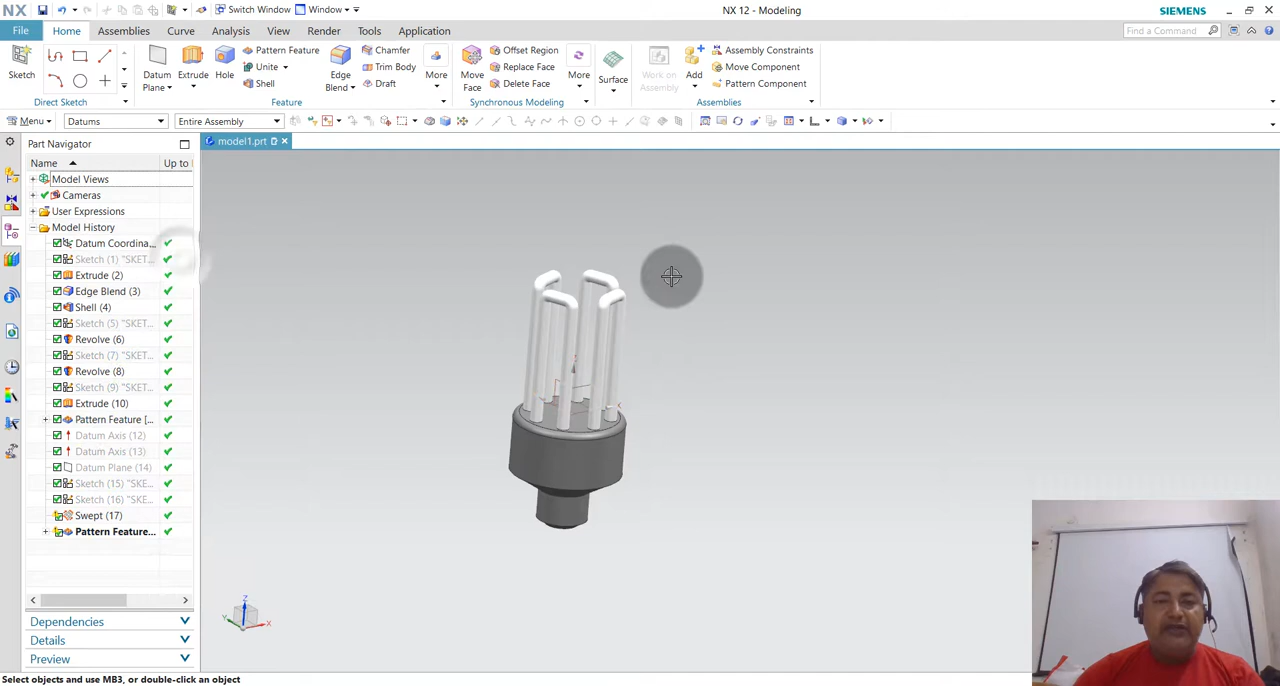 NX
Switch Window
Window
NX 12 - Modeling
SIEMENS
File
Home
Assemblies
Curve
Analysis
View
Render
Tools
Application
Find a Command
Sketch
Direct Sketch
Datum Plane
Extrude
Hole
Pattern Feature
Unite
Shell
Edge Blend
Chamfer
Trim Body
Draft
More
Feature
Move Face
Offset Region
Replace Face
Delete Face
More
Synchronous Modeling
Surface
Work on Assembly
Add
Assembly Constraints
Move Component
Pattern Component
Assemblies
Menu
Datums
Entire Assembly
Part Navigator
model1.prt
Name
Up to
Model Views
Cameras
User Expressions
Model History
Datum Coordina...
Sketch (1) "SKET...
Extrude (2)
Edge Blend (3)
Shell (4)
Sketch (5) "SKET...
Revolve (6)
Sketch (7) "SKET...
Revolve (8)
Sketch (9) "SKET...
Extrude (10)
Pattern Feature [...
Datum Axis (12)
Datum Axis (13)
Datum Plane (14)
Sketch (15) "SKE...
Sketch (16) "SKE...
Swept (17)
Pattern Feature...
Z
Y
X
Dependencies
Details
Preview
Select objects and use MB3, or double-click an object